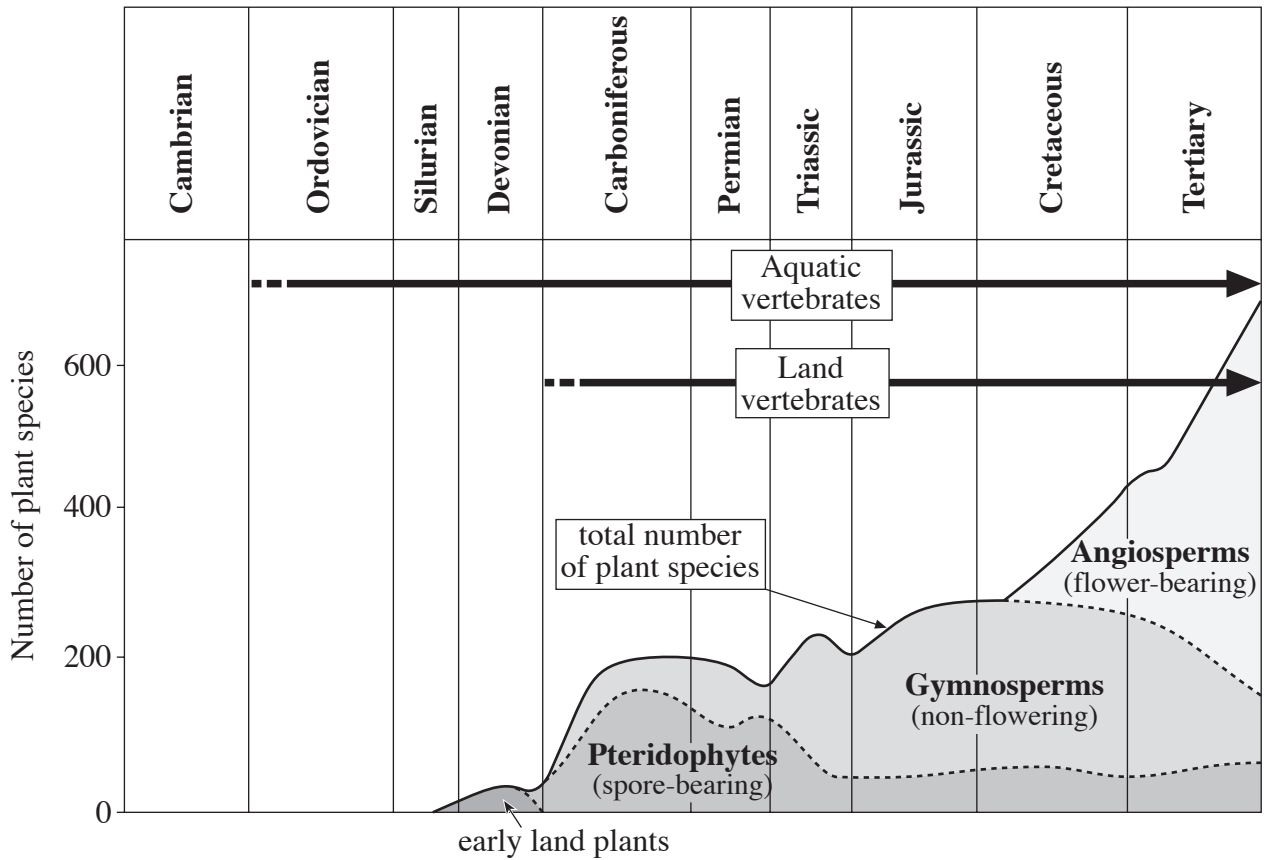 Cambrian
Ordovician
Silurian
Devonian
Carboniferous
Permian
Triassic
Jurassic
Cretaceous
Tertiary
Aquatic
vertebrates
Land
vertebrates
Number of plant species
600
400
200
0
total number
of plant species
Angiosperms
(flower-bearing)
Gymnosperms
(non-flowering)
Pteridophytes
(spore-bearing)
early land plants